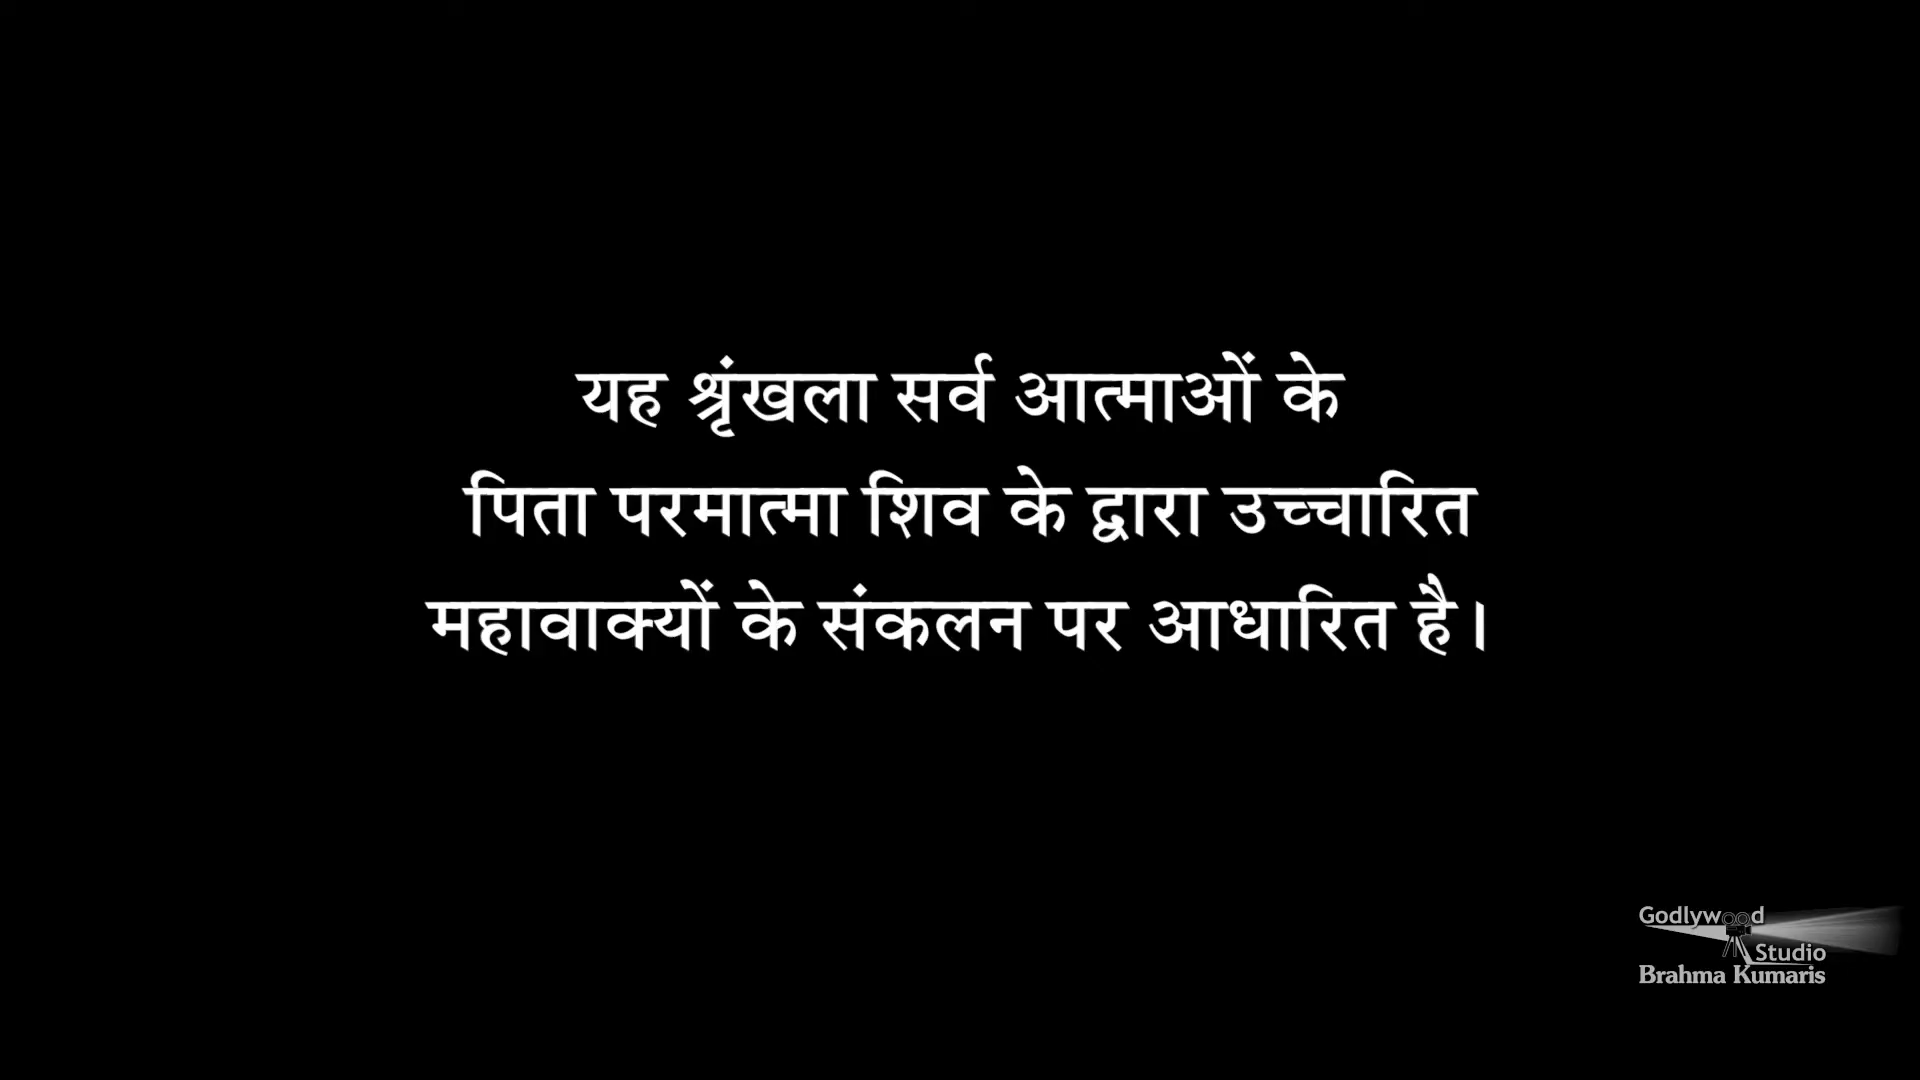 यह श्रृंखला सर्व आत्माओं के
पिता परमात्मा शिव के द्वारा उच्चारित
महावाक्यों के संकलन पर आधारित है।
Godlywood
Studio
Brahma Kumaris